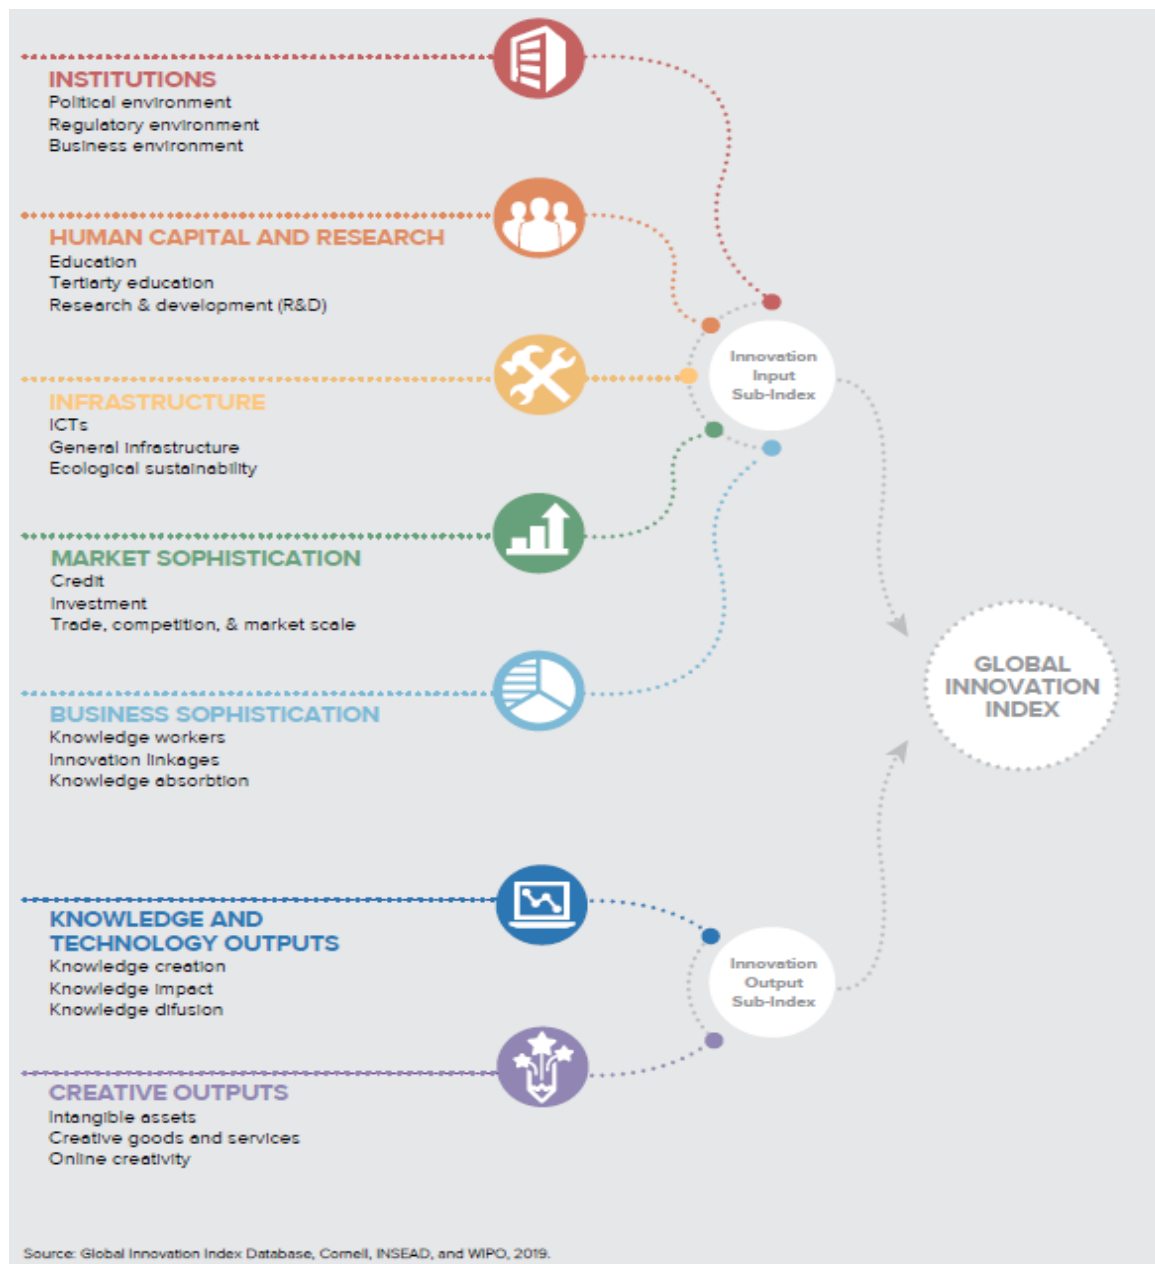 INSTITUTIONS
Political environment
Regulatory environment
Business environment
HUMAN CAPITAL AND RESEARCH
Education
Tertiarty education
Research & development (R&D)
INFRASTRUCTURE
ICTs
General infrastructure
Ecological sustainability
MARKET SOPHISTICATION
Credit
Investment
Trade, competition, & market scale
BUSINESS SOPHISTICATION
Knowledge workers
Innovation linkages
Knowledge absorbtion
Innovation
Input
Sub-Index
GLOBAL
INNOVATION
INDEX
KNOWLEDGE AND
TECHNOLOGY OUTPUTS
Knowledge creation
Knowledge impact
Knowledge difusion
CREATIVE OUTPUTS
Intangible assets
Creative goods and services
Online creativity
Innovation
Output
Sub-Index
Source: Global Innovation Index Database, Cornell, INSEAD, and WIPO, 2019.